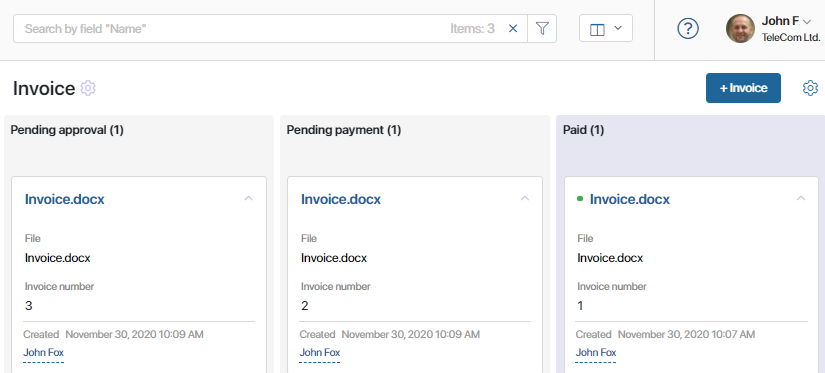 Search by field "Name" Items: 3
John F
TeleCom Ltd.
Invoice
+ Invoice
Pending approval (1)
Invoice.docx
File
Invoice.docx
Invoice number
3
Created November 30, 2020 10:09 AM
John Fox
Pending payment (1)
Invoice.docx
File
Invoice.docx
Invoice number
2
Created November 30, 2020 10:09 AM
John Fox
Paid (1)
Invoice.docx
File
Invoice.docx
Invoice number
1
Created November 30, 2020 10:07 AM
John Fox